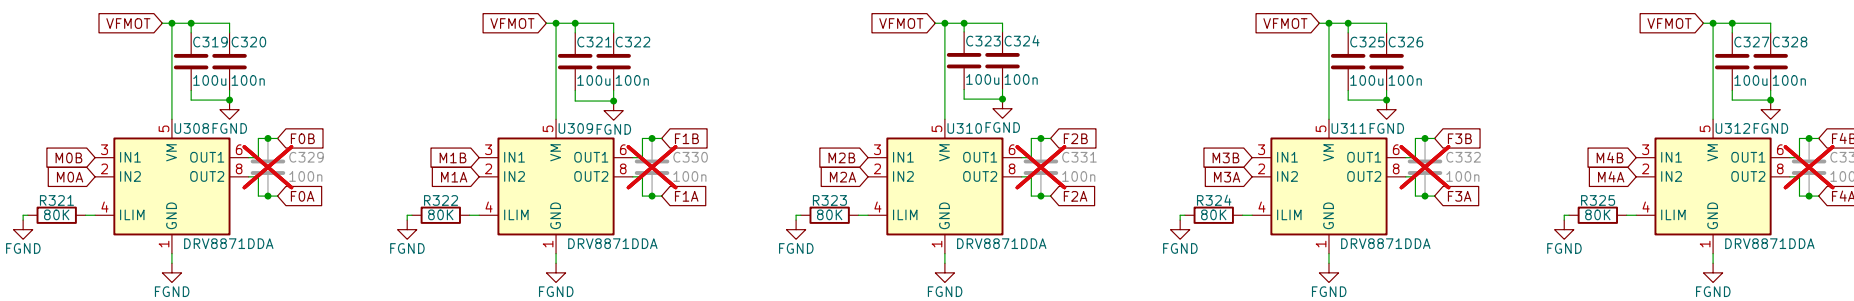 VFMOT VFMOT VFMOT VFMOT VFMOT
C319 C320 C321 C322 C323 C324 C325 C326 C327 C328
100u 100n 100u 100n 100u 100n 100u 100n 100u 100n
5 U308 FGND 5 U309 FGND 5 U310 FGND 5 U311 FGND 5 U312 FGND
F0B F1B F2B F3B F4B
M0B 3 IN1 VM OUT1 6 C329 M1B 3 IN1 VM OUT1 6 C330 M2B 3 IN1 VM OUT1 6 C331 M3B 3 IN1 VM OUT1 6 C332 M4B 3 IN1 VM OUT1 6 C33
M0A 2 IN2 OUT2 8 100n M1A 2 IN2 OUT2 8 100n M2A 2 IN2 OUT2 8 100n M3A 2 IN2 OUT2 8 100n M4A 2 IN2 OUT2 8 100
F0A F1A F2A F3A F4A
R321 R322 R323 R324 R325
80K 4 ILIM GND 80K 4 ILIM GND 80K 4 ILIM GND 80K 4 ILIM GND 80K 4 ILIM GND
FGND 1 DRV8871DDA FGND 1 DRV8871DDA FGND 1 DRV8871DDA FGND 1 DRV8871DDA FGND 1 DRV8871DDA
FGND FGND FGND FGND FGND